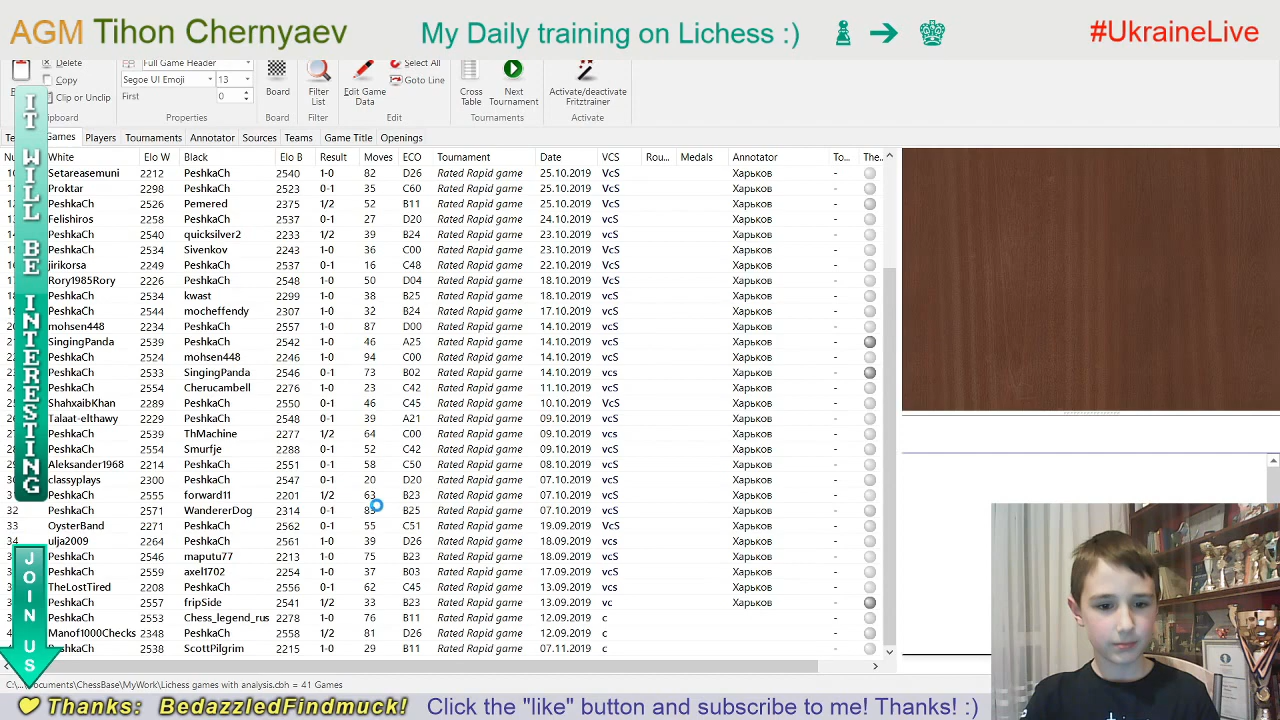 AGM Tihon Chernyaev My Daily training on Lichess :) #UkraineLive
Delete Full Game Header Select All
Copy Segoe UI Emoji 13 Goto Line
Clip or Unclip First 0 Board Filter List Edit Game Data Cross Table Next Tournament Activate/deactivate Fritztrainer
Properties Board Filter Edit Tournaments Activate
Games Players Tournaments Annotator Sources Teams Game Title Openings
White Elo W Black Elo B Result Moves ECO Tournament Date VCS Rou... Medals Annotator To... The...
Setareasemuni 2212 PeshkaCh 2540 1-0 82 D26 Rated Rapid game 25.10.2019 VcS Харьков -
Proktar 2298 PeshkaCh 2523 0-1 35 C60 Rated Rapid game 25.10.2019 VcS Харьков -
PeshkaCh 2526 Pemered 2375 1/2 52 B11 Rated Rapid game 25.10.2019 VcS Харьков -
Felishiros 2258 PeshkaCh 2537 0-1 27 D20 Rated Rapid game 24.10.2019 vcS Харьков -
PeshkaCh 2540 quicksilver2 2233 1/2 39 B24 Rated Rapid game 23.10.2019 vcS Харьков -
PeshkaCh 2534 Sivenkov 2243 1-0 36 C00 Rated Rapid game 23.10.2019 vcS Харьков -
jirikorsa 2249 PeshkaCh 2537 0-1 16 C48 Rated Rapid game 22.10.2019 VcS Харьков -
Rory1985Rory 2226 PeshkaCh 2548 0-1 50 D04 Rated Rapid game 18.10.2019 vcS Харьков -
PeshkaCh 2534 kwast 2299 1-0 38 B25 Rated Rapid game 18.10.2019 vcS Харьков -
PeshkaCh 2544 mocheffendy 2307 1-0 32 B24 Rated Rapid game 17.10.2019 vcS Харьков -
mohsen448 2234 PeshkaCh 2557 1-0 87 D00 Rated Rapid game 14.10.2019 vcS Харьков -
SingingPanda 2539 PeshkaCh 2542 0-1 46 A25 Rated Rapid game 14.10.2019 vcS Харьков -
PeshkaCh 2524 mohsen448 2246 1-0 94 C00 Rated Rapid game 14.10.2019 vcS Харьков -
PeshkaCh 2533 SingingPanda 2546 0-1 73 B02 Rated Rapid game 14.10.2019 vcs Харьков -
PeshkaCh 2554 Cherucambell 2276 1-0 23 C42 Rated Rapid game 11.10.2019 vcS Харьков -
ShahxaibKhan 2289 PeshkaCh 2550 0-1 46 C45 Rated Rapid game 10.10.2019 vcS Харьков -
Talaat-elthawy 2209 PeshkaCh 2548 0-1 39 A21 Rated Rapid game 09.10.2019 vcS Харьков -
PeshkaCh 2539 ThMachine 2277 1/2 64 C00 Rated Rapid game 09.10.2019 vcs Харьков -
PeshkaCh 2554 Smurfje 2288 0-1 52 C42 Rated Rapid game 09.10.2019 vcS Харьков -
Aleksander1968 2214 PeshkaCh 2551 0-1 58 C50 Rated Rapid game 08.10.2019 vcS Харьков -
classyplays 2250 PeshkaCh 2547 0-1 20 D20 Rated Rapid game 07.10.2019 vcS Харьков -
PeshkaCh 2555 forward11 2201 1/2 63 B23 Rated Rapid game 07.10.2019 vcS Харьков -
32 PeshkaCh 2571 WandererDog 2314 0-1 B25 Rated Rapid game 07.10.2019 vcS Харьков -
33 OysterBand 2271 PeshkaCh 2562 0-1 55 C51 Rated Rapid game 19.09.2019 VcS Харьков -
34 ulja2009 2264 PeshkaCh 2561 0-1 39 D26 Rated Rapid game 18.09.2019 vcS Харьков -
PeshkaCh 2546 maputu77 2213 1-0 75 B23 Rated Rapid game 18.09.2019 vcS Харьков -
PeshkaCh 2559 axel1702 2254 1-0 37 B03 Rated Rapid game 17.09.2019 vcS Харьков -
TheLostTired 2208 PeshkaCh 2556 0-1 62 C45 Rated Rapid game 13.09.2019 vcs Харьков -
PeshkaCh 2557 fripSide 2541 1/2 33 B23 Rated Rapid game 13.09.2019 vc Харьков -
PeshkaCh 2553 Chess_legend_rus 2278 1-0 76 B11 Rated Rapid game 12.09.2019 c
Manof1000Checks 2348 PeshkaCh 2558 1/2 81 D26 Rated Rapid game 12.09.2019 c
PeshkaCh 2538 ScottPilgrim 2215 1-0 29 B11 Rated Rapid game 07.11.2019 c
IT WILL BE INTERESTING
JOIN US
C:\...Documents\ChessBase\MyWork\Lichess games with analysis.cbh = 41 Games
Thanks: BedazzledFindmuck! Click the "like" button and subscribe to me! Thanks! :)